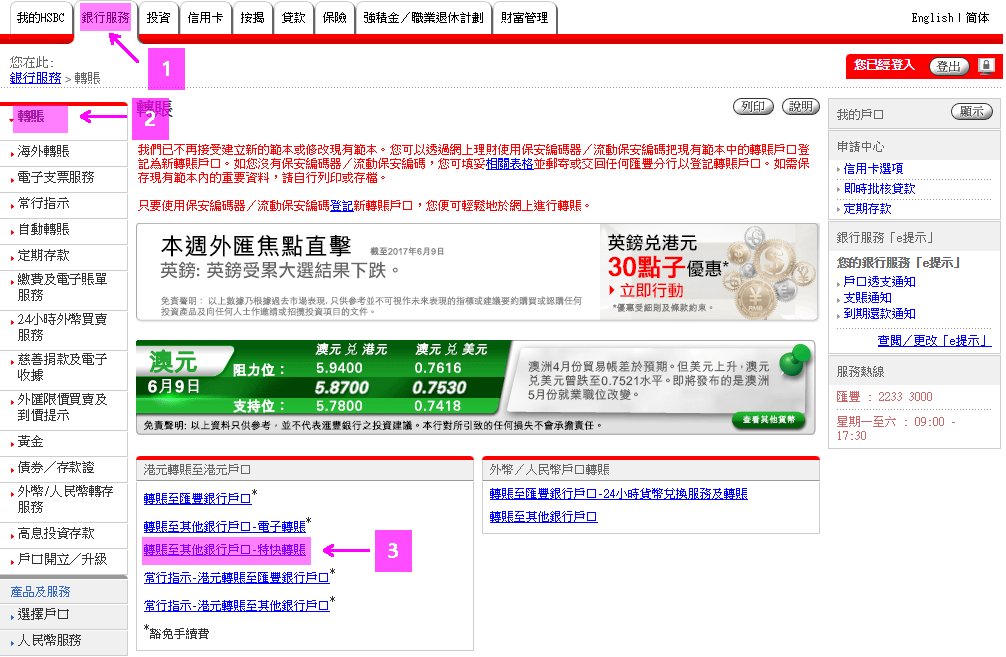 我的HSBC 銀行服務 投資 信用卡 按揭 貸款 保險 強積金／職業退休計劃 財富管理 English | 简体
1
您在此:
銀行服務 > 轉賬
您已經登入 登出
轉賬
2
海外轉賬
電子支票服務
常行指示
自動轉賬
定期存款
繳費及電子賬單
服務
24小時外幣買賣
服務
慈善捐款及電子
收據
外匯限價買賣及
到價提示
黃金
債券／存款證
外幣/人民幣轉存
服務
高息投資存款
戶口開立／升級
產品及服務
選擇戶口
人民幣服務
轉賬 列印 說明
我們已不再接受建立新的範本或修改現有範本。您可以透過網上理財使用保安編碼器／流動保安編碼把現有範本中的轉賬戶口登
記為新轉賬戶口。如您沒有保安編碼器／流動保安編碼，您可填妥相關表格並郵寄或交回任何匯豐分行以登記轉賬戶口。如需保
存現有範本內的重要資料，請自行列印或存檔。
只要使用保安編碼器／流動保安編碼登記新轉賬戶口，您便可輕鬆地於網上進行轉賬。
本週外匯焦點直擊 截至2017年6月9日
英鎊: 英鎊受累大選結果下跌。
免責聲明： 以上數據乃根據過去市場表現, 只供參考並不可視作未來表現的指標或建議要約購買或認購任何
投資產品及向任何人士作邀請或招攬投資項目的文件。
英鎊兌港元
30點子優惠*
立即行動
*優惠受細則及條款約束。
澳元
6月9日
澳元 兌 港元 澳元 兌 美元
阻力位： 5.9400 0.7616
5.8700 0.7530
支持位： 5.7800 0.7418
澳洲4月份貿易帳差於預期。但美元上升，澳元
兌美元曾跌至0.7521水平。即將發布的是澳洲
5月份就業職位改變。
免責聲明: 以上資料只供參考，並不代表滙豐銀行之投資建議。本行對所引致的任何損失不會承擔責任。
查看其他貨幣
港元轉賬至港元戶口
轉賬至匯豐銀行戶口*
轉賬至其他銀行戶口-電子轉賬*
轉賬至其他銀行戶口-特快轉賬
3
常行指示-港元轉賬至匯豐銀行戶口*
常行指示-港元轉賬至其他銀行戶口*
*豁免手續費
外幣／人民幣戶口轉賬
轉賬至匯豐銀行戶口-24小時貨幣兌換服務及轉賬
轉賬至其他銀行戶口
我的戶口 顯示
申請中心
信用卡選項
即時批核貸款
定期存款
銀行服務「e提示」
您的銀行服務「e提示」
戶口透支通知
支賬通知
到期還款通知
查閱／更改「e提示」
服務熱線
匯豐 : 2233 3000
星期一至六 : 09:00 -
17:30